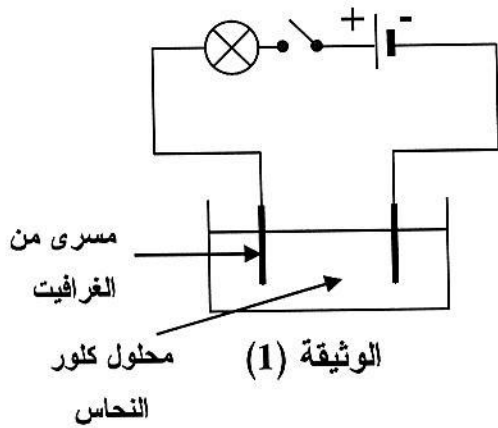 + -
مسرى من
الغرافيت
محلول كلور
النحاس
الوثيقة (1)